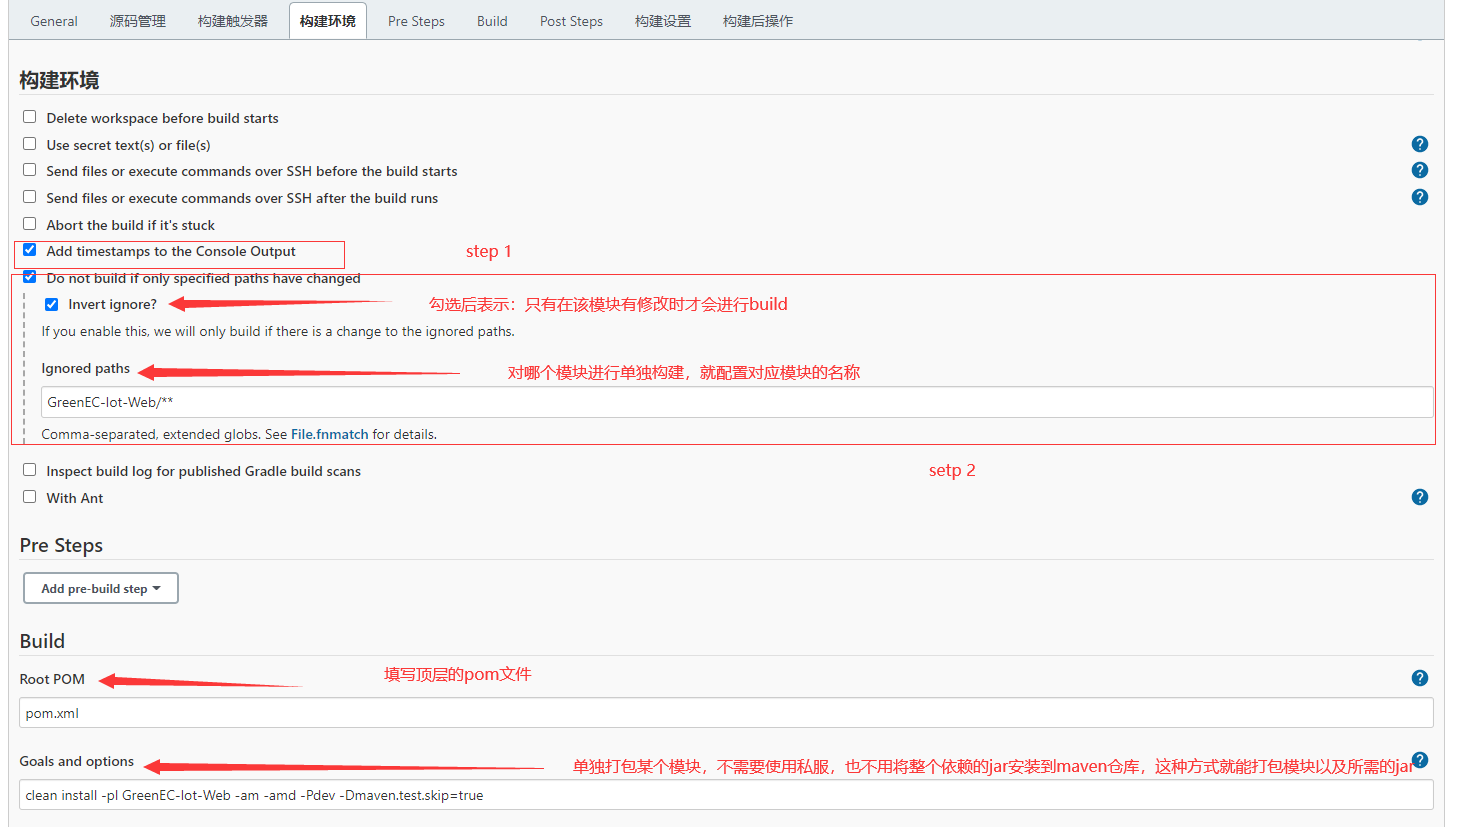 General 源码管理 构建触发器 构建环境 Pre Steps Build Post Steps 构建设置 构建后操作
构建环境
Delete workspace before build starts
Use secret text(s) or file(s)
Send files or execute commands over SSH before the build starts
Send files or execute commands over SSH after the build runs
Abort the build if it's stuck
Add timestamps to the Console Output step 1
Do not build if only specified paths have changed
Invert ignore? 勾选后表示：只有在该模块有修改时才会进行build
If you enable this, we will only build if there is a change to the ignored paths.
Ignored paths 对哪个模块进行单独构建，就配置对应模块的名称
GreenEC-Iot-Web/**
Comma-separated, extended globs. See File.fnmatch for details.
Inspect build log for published Gradle build scans setp 2
With Ant
Pre Steps
Add pre-build step
Build
Root POM 填写顶层的pom文件
pom.xml
Goals and options 单独打包某个模块，不需要使用私服，也不用将整个依赖的jar安装到maven仓库，这种方式就能打包模块以及所需的jar
clean install -pl GreenEC-Iot-Web -am -amd -Pdev -Dmaven.test.skip=true